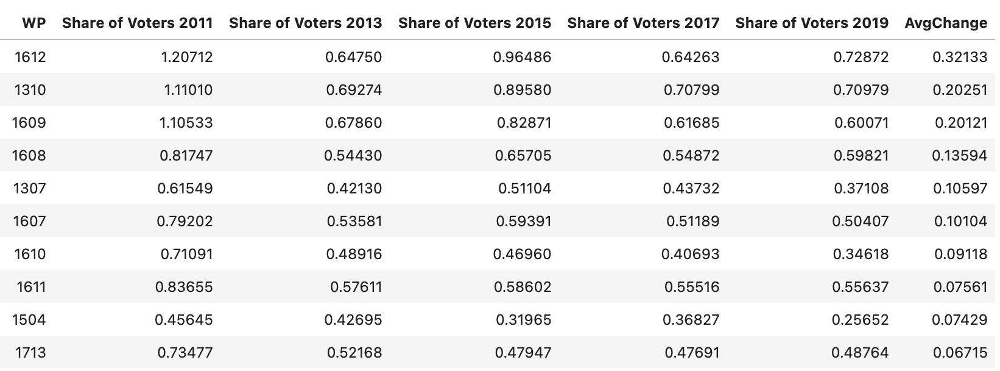 WP Share of Voters 2011 Share of Voters 2013 Share of Voters 2015 Share of Voters 2017 Share of Voters 2019 AvgChange
1612 1.20712 0.64750 0.96486 0.64263 0.72872 0.32133
1310 1.11010 0.69274 0.89580 0.70799 0.70979 0.20251
1609 1.10533 0.67860 0.82871 0.61685 0.60071 0.20121
1608 0.81747 0.54430 0.65705 0.54872 0.59821 0.13594
1307 0.61549 0.42130 0.51104 0.43732 0.37108 0.10597
1607 0.79202 0.53581 0.59391 0.51189 0.50407 0.10104
1610 0.71091 0.48916 0.46960 0.40693 0.34618 0.09118
1611 0.83655 0.57611 0.58602 0.55516 0.55637 0.07561
1504 0.45645 0.42695 0.31965 0.36827 0.25652 0.07429
1713 0.73477 0.52168 0.47947 0.47691 0.48764 0.06715